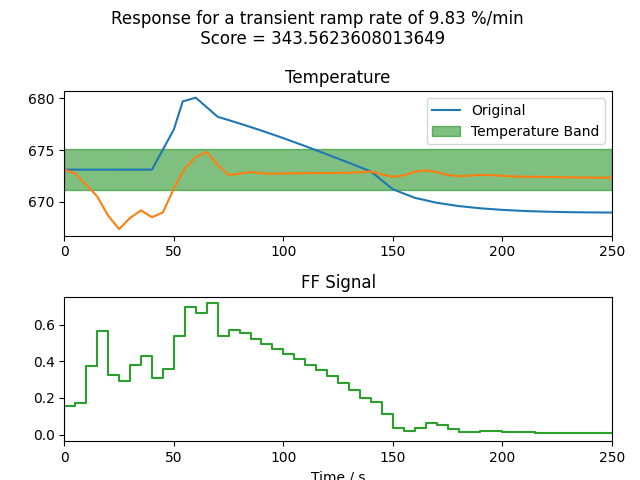 Response for a transient ramp rate of 9.83 %/min
Score = 343.5623608013649
Temperature
680
675
670
Original
Temperature Band
0 50 100 150 200 250
FF Signal
0.6
0.4
0.2
0.0
0 50 100 150 200 250
Time / s